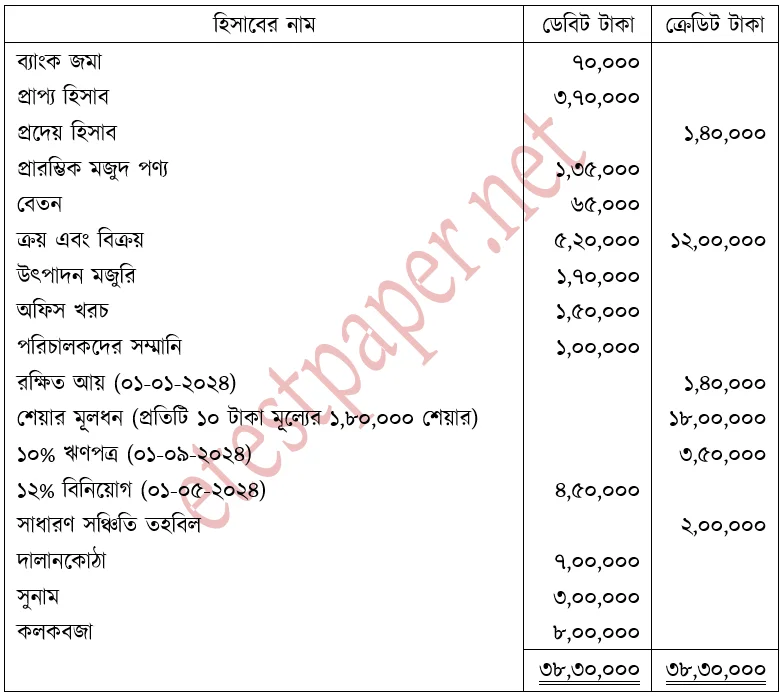 হিসাবের নাম ডেবিট টাকা ক্রেডিট টাকা
ব্যাংক জমা ৭০,০০০
প্রাপ্য হিসাব ৩,৭০,০০০
প্রদেয় হিসাব ১,৪০,০০০
প্রারম্ভিক মজুদ পণ্য ১,৩৫,০০০
বেতন ৬৫,০০০
ক্রয় এবং বিক্রয় ৫,২০,০০০ ১২,০০,০০০
উৎপাদন মজুরি ১,৭০,০০০
অফিস খরচ ১,৫০,০০০
পরিচালকদের সম্মানি ১,০০,০০০
রক্ষিত আয় (০১-০১-২০২৪) ১,৪০,০০০
শেয়ার মূলধন (প্রতিটি ১০ টাকা মূল্যের ১,৮০,০০০ শেয়ার) ১৮,০০,০০০
১০% ঋণপত্র (০১-০৯-২০২৪) ৩,৫০,০০০
১২% বিনিয়োগ (০১-০৫-২০২৪) ৪,৫০,০০০
সাধারণ সঞ্চিতি তহবিল ২,০০,০০০
দালানকোঠা ৭,০০,০০০
সুনাম ৩,০০,০০০
কলকবজা ৮,০০,০০০
৩৮,৩০,০০০ ৩৮,৩০,০০০
etestpaper.net